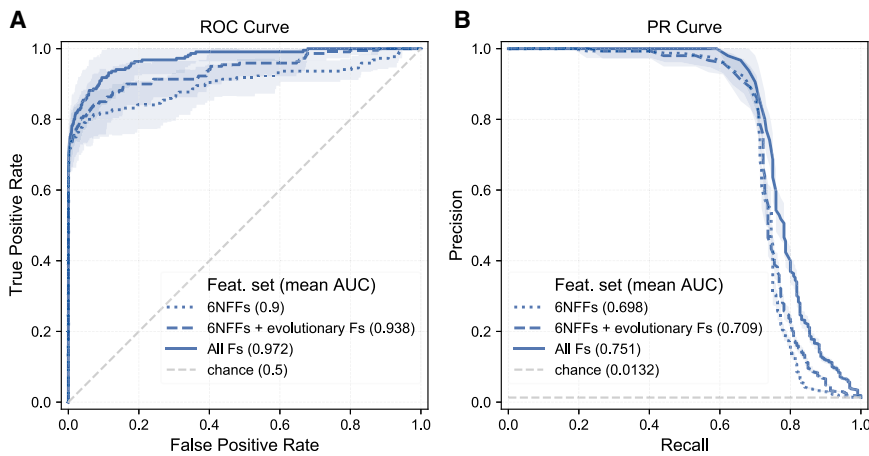 A
ROC Curve
1.0
0.8
0.6
0.4
0.2
0.0
True Positive Rate
Feat. set (mean AUC)
6NFFs (0.9)
6NFFs + evolutionary Fs (0.938)
All Fs (0.972)
chance (0.5)
0.0 0.2 0.4 0.6 0.8 1.0
False Positive Rate
B
PR Curve
1.0
0.8
0.6
0.4
0.2
0.0
Precision
Feat. set (mean AUC)
6NFFs (0.698)
6NFFs + evolutionary Fs (0.709)
All Fs (0.751)
chance (0.0132)
0.0 0.2 0.4 0.6 0.8 1.0
Recall